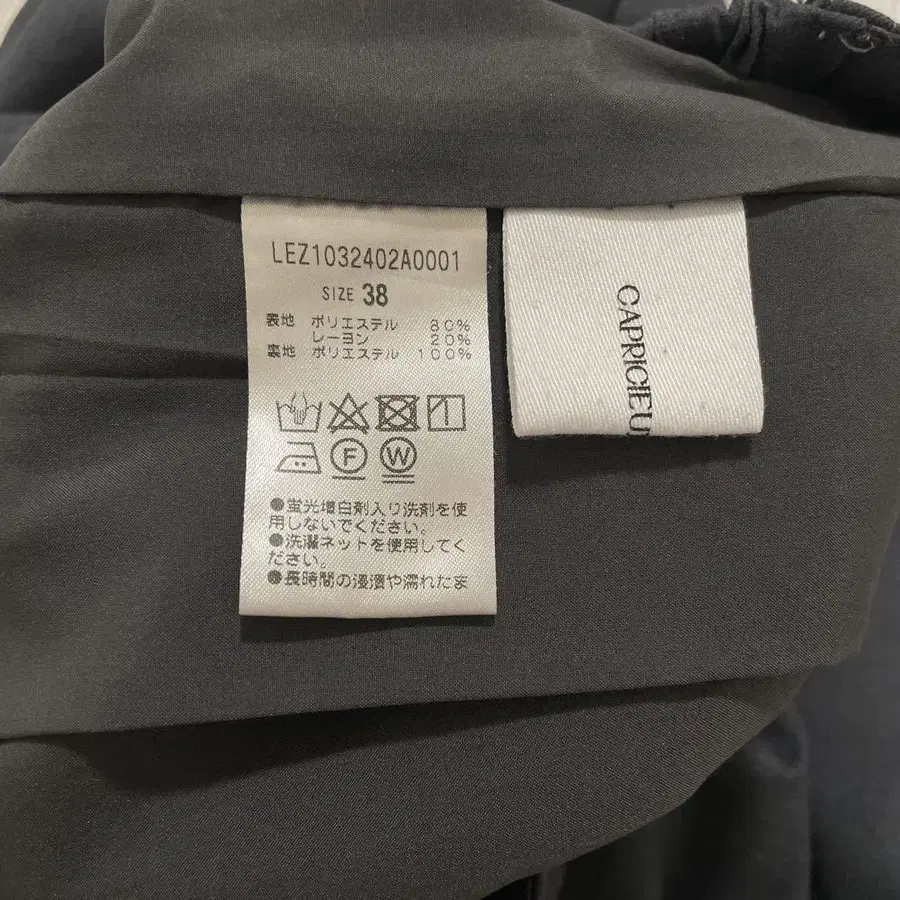 LEZ1032402A0001
SIZE 38
表地 ポリエステル 80%
レーヨン 20%
裏地 ポリエステル 100%
F W
●蛍光増白剤入り洗剤を使
用しないでください。
●洗濯ネットを使用してく
ださい。
●長時間の浸漬や濡れたま
CAPRICIEU